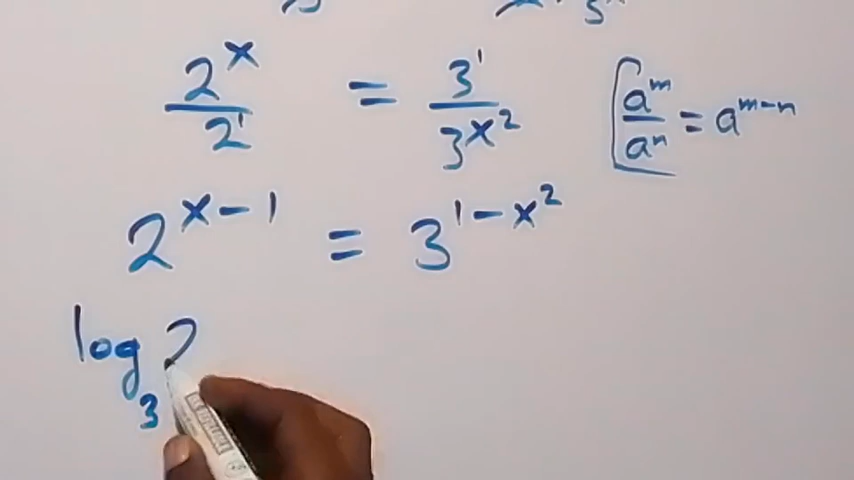 2^x / 2^1 = 3^1 / 3^x^2 [a^m / a^n = a^m-n
2^x-1 = 3^1-x^2
log_3 2